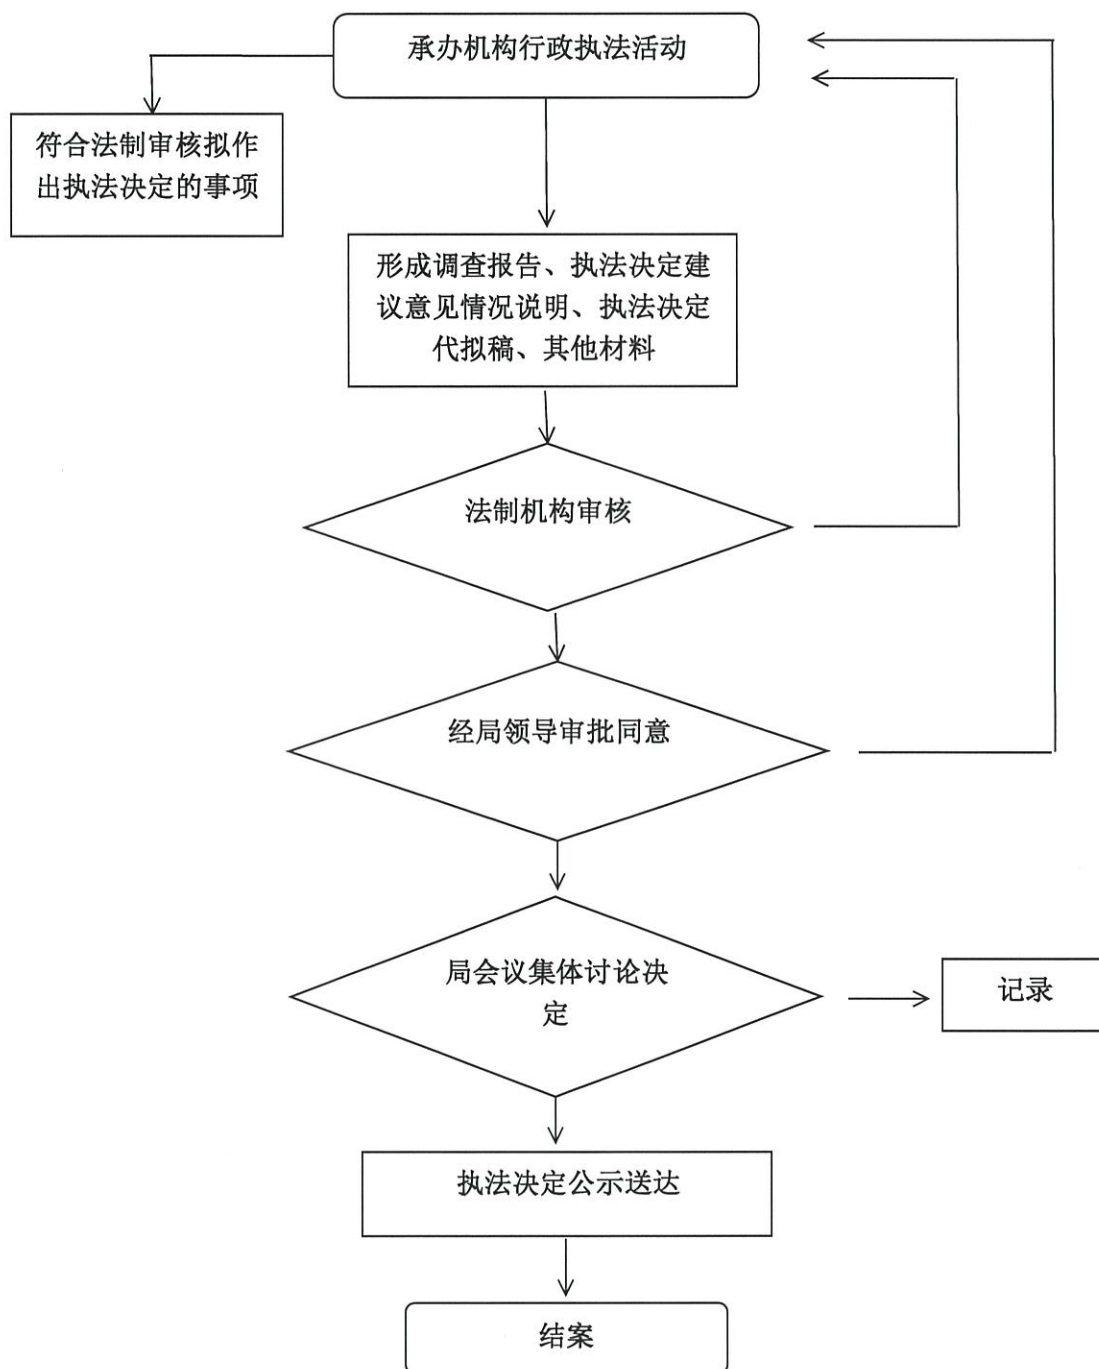 承办机构行政执法活动
符合法制审核拟作
出执法决定的事项
形成调查报告、执法决定建
议意见情况说明、执法决定
代拟稿、其他材料
法制机构审核
经局领导审批同意
局会议集体讨论决
定
记录
执法决定公示送达
结案